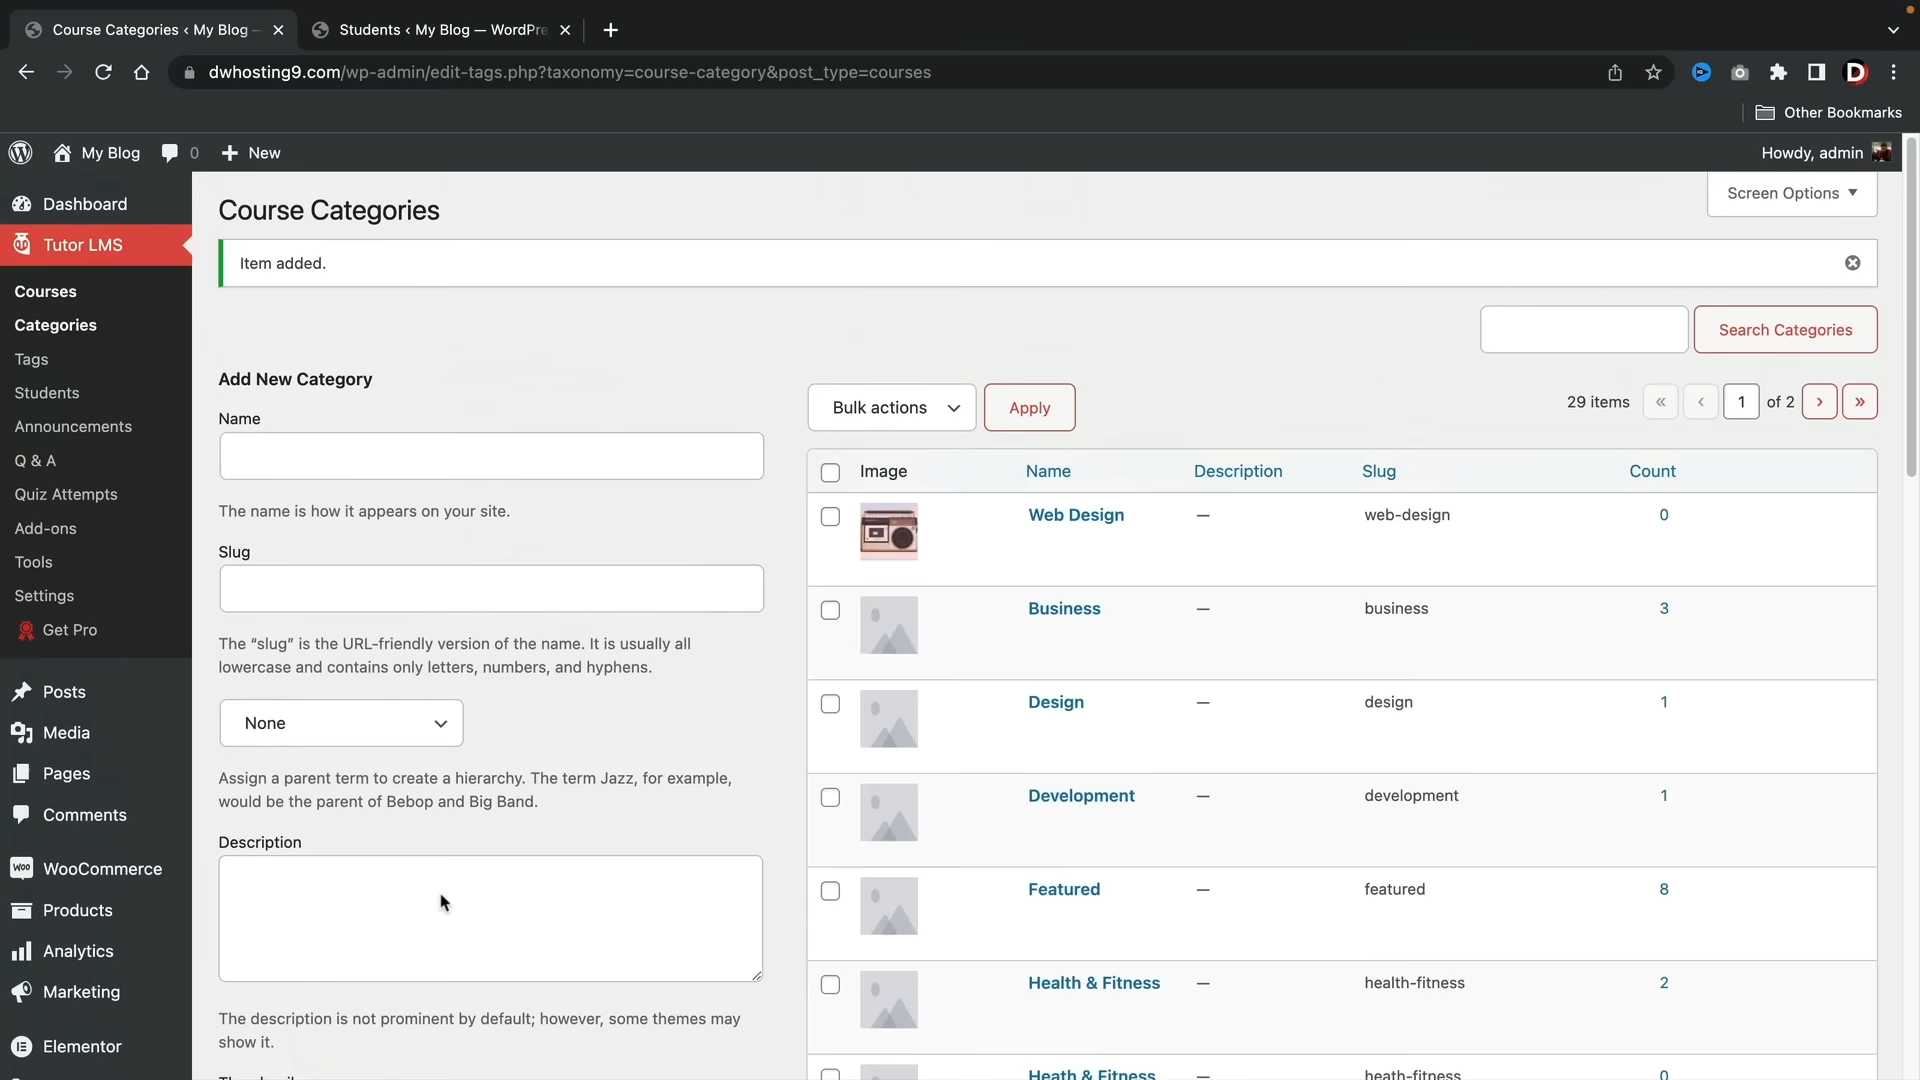 Course Categories ‹ My Blog –
Students ‹ My Blog — WordPre
dwhosting9.com/wp-admin/edit-tags.php?taxonomy=course-category&post_type=courses
Other Bookmarks
My Blog
0
New
Howdy, admin
Dashboard
Tutor LMS
Courses
Categories
Tags
Students
Announcements
Q & A
Quiz Attempts
Add-ons
Tools
Settings
Get Pro
Posts
Media
Pages
Comments
WooCommerce
Products
Analytics
Marketing
Elementor
Course Categories
Screen Options
Item added.
Search Categories
Add New Category
Name
The name is how it appears on your site.
Slug
The “slug” is the URL-friendly version of the name. It is usually all
lowercase and contains only letters, numbers, and hyphens.
None
Assign a parent term to create a hierarchy. The term Jazz, for example,
would be the parent of Bebop and Big Band.
Description
The description is not prominent by default; however, some themes may
show it.
Bulk actions
Apply
29 items « ‹ 1 of 2 › »
Image Name Description Slug Count
Web Design — web-design 0
Business — business 3
Design — design 1
Development — development 1
Featured — featured 8
Health & Fitness — health-fitness 2
Heath & Fitness — heath-fitness 0